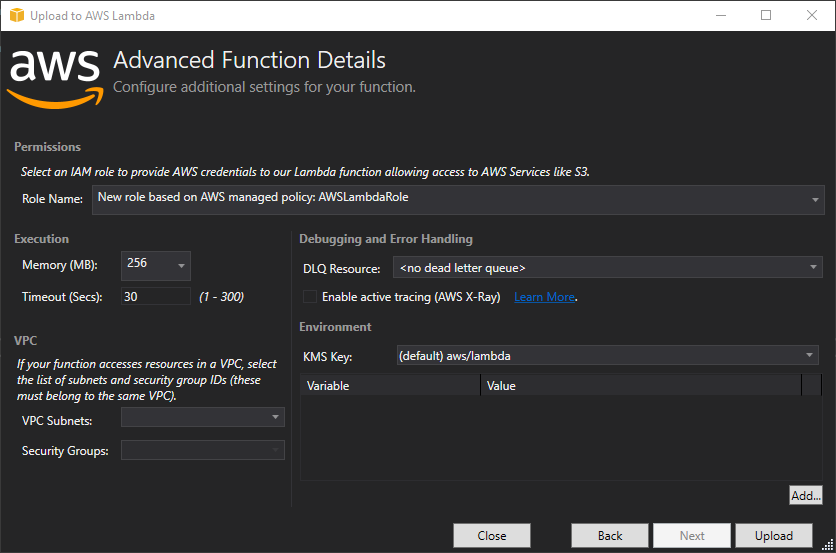 Upload to AWS Lambda
aws
Advanced Function Details
Configure additional settings for your function.
Permissions
Select an IAM role to provide AWS credentials to our Lambda function allowing access to AWS Services like S3.
Role Name: New role based on AWS managed policy: AWSLambdaRole
Execution
Memory (MB): 256
Timeout (Secs): 30 (1 - 300)
VPC
If your function accesses resources in a VPC, select
the list of subnets and security group IDs (these
must belong to the same VPC).
VPC Subnets:
Security Groups:
Debugging and Error Handling
DLQ Resource: <no dead letter queue>
Enable active tracing (AWS X-Ray) Learn More.
Environment
KMS Key: (default) aws/lambda
Variable Value
Add...
Close Back Next Upload